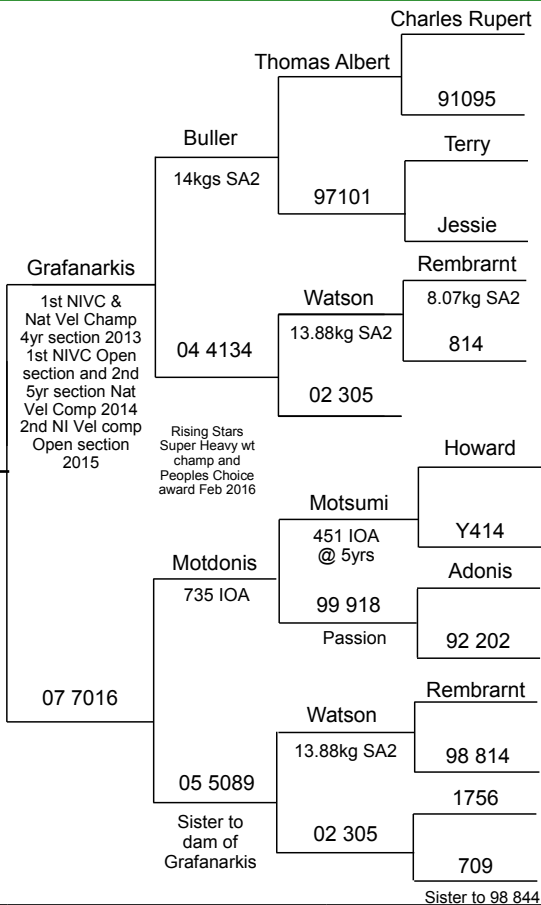 Charles Rupert
Thomas Albert
91095
Buller
Terry
14kgs SA2
97101
Jessie
Grafanarkis
Rembrarnt
1st NIVC &
Nat Vel Champ
4yr section 2013
1st NIVC Open
section and 2nd
5yr section Nat
Vel Comp 2014
2nd NI Vel comp
Open section
2015
Watson
8.07kg SA2
13.88kg SA2
04 4134
814
02 305
Rising Stars
Super Heavy wt
champ and
Peoples Choice
award Feb 2016
Howard
Motsumi
451 IOA
@ 5yrs
Y414
Motdonis
735 IOA
Adonis
99 918
Passion
92 202
07 7016
Rembrarnt
Watson
13.88kg SA2
98 814
05 5089
1756
Sister to
dam of
Grafanarkis
02 305
709
Sister to 98 844